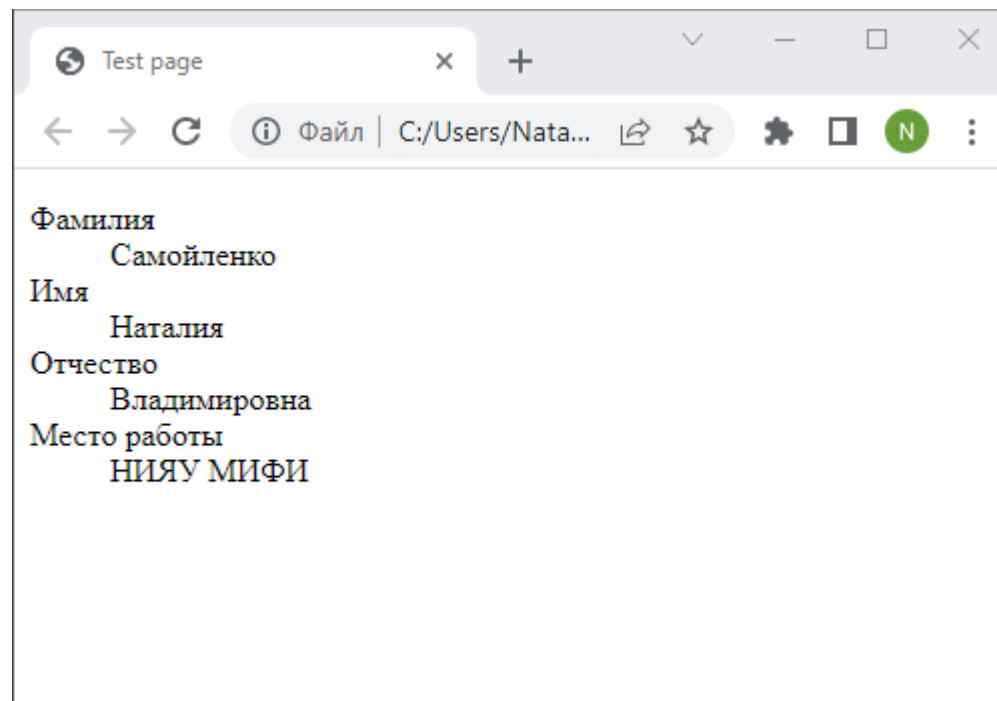 Test page
Файл C:/Users/Nata...
N
Фамилия
Самойленко
Имя
Наталия
Отчество
Владимировна
Место работы
НИЯУ МИФИ